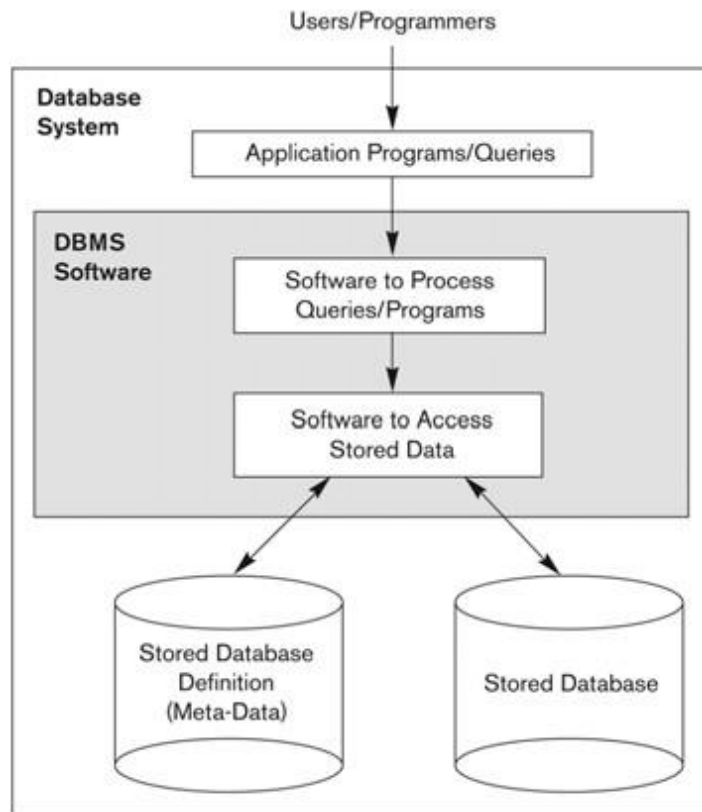 Users/Programmers
Database
System
Application Programs/Queries
DBMS
Software
Software to Process
Queries/Programs
Software to Access
Stored Data
Stored Database
Definition
(Meta-Data)
Stored Database